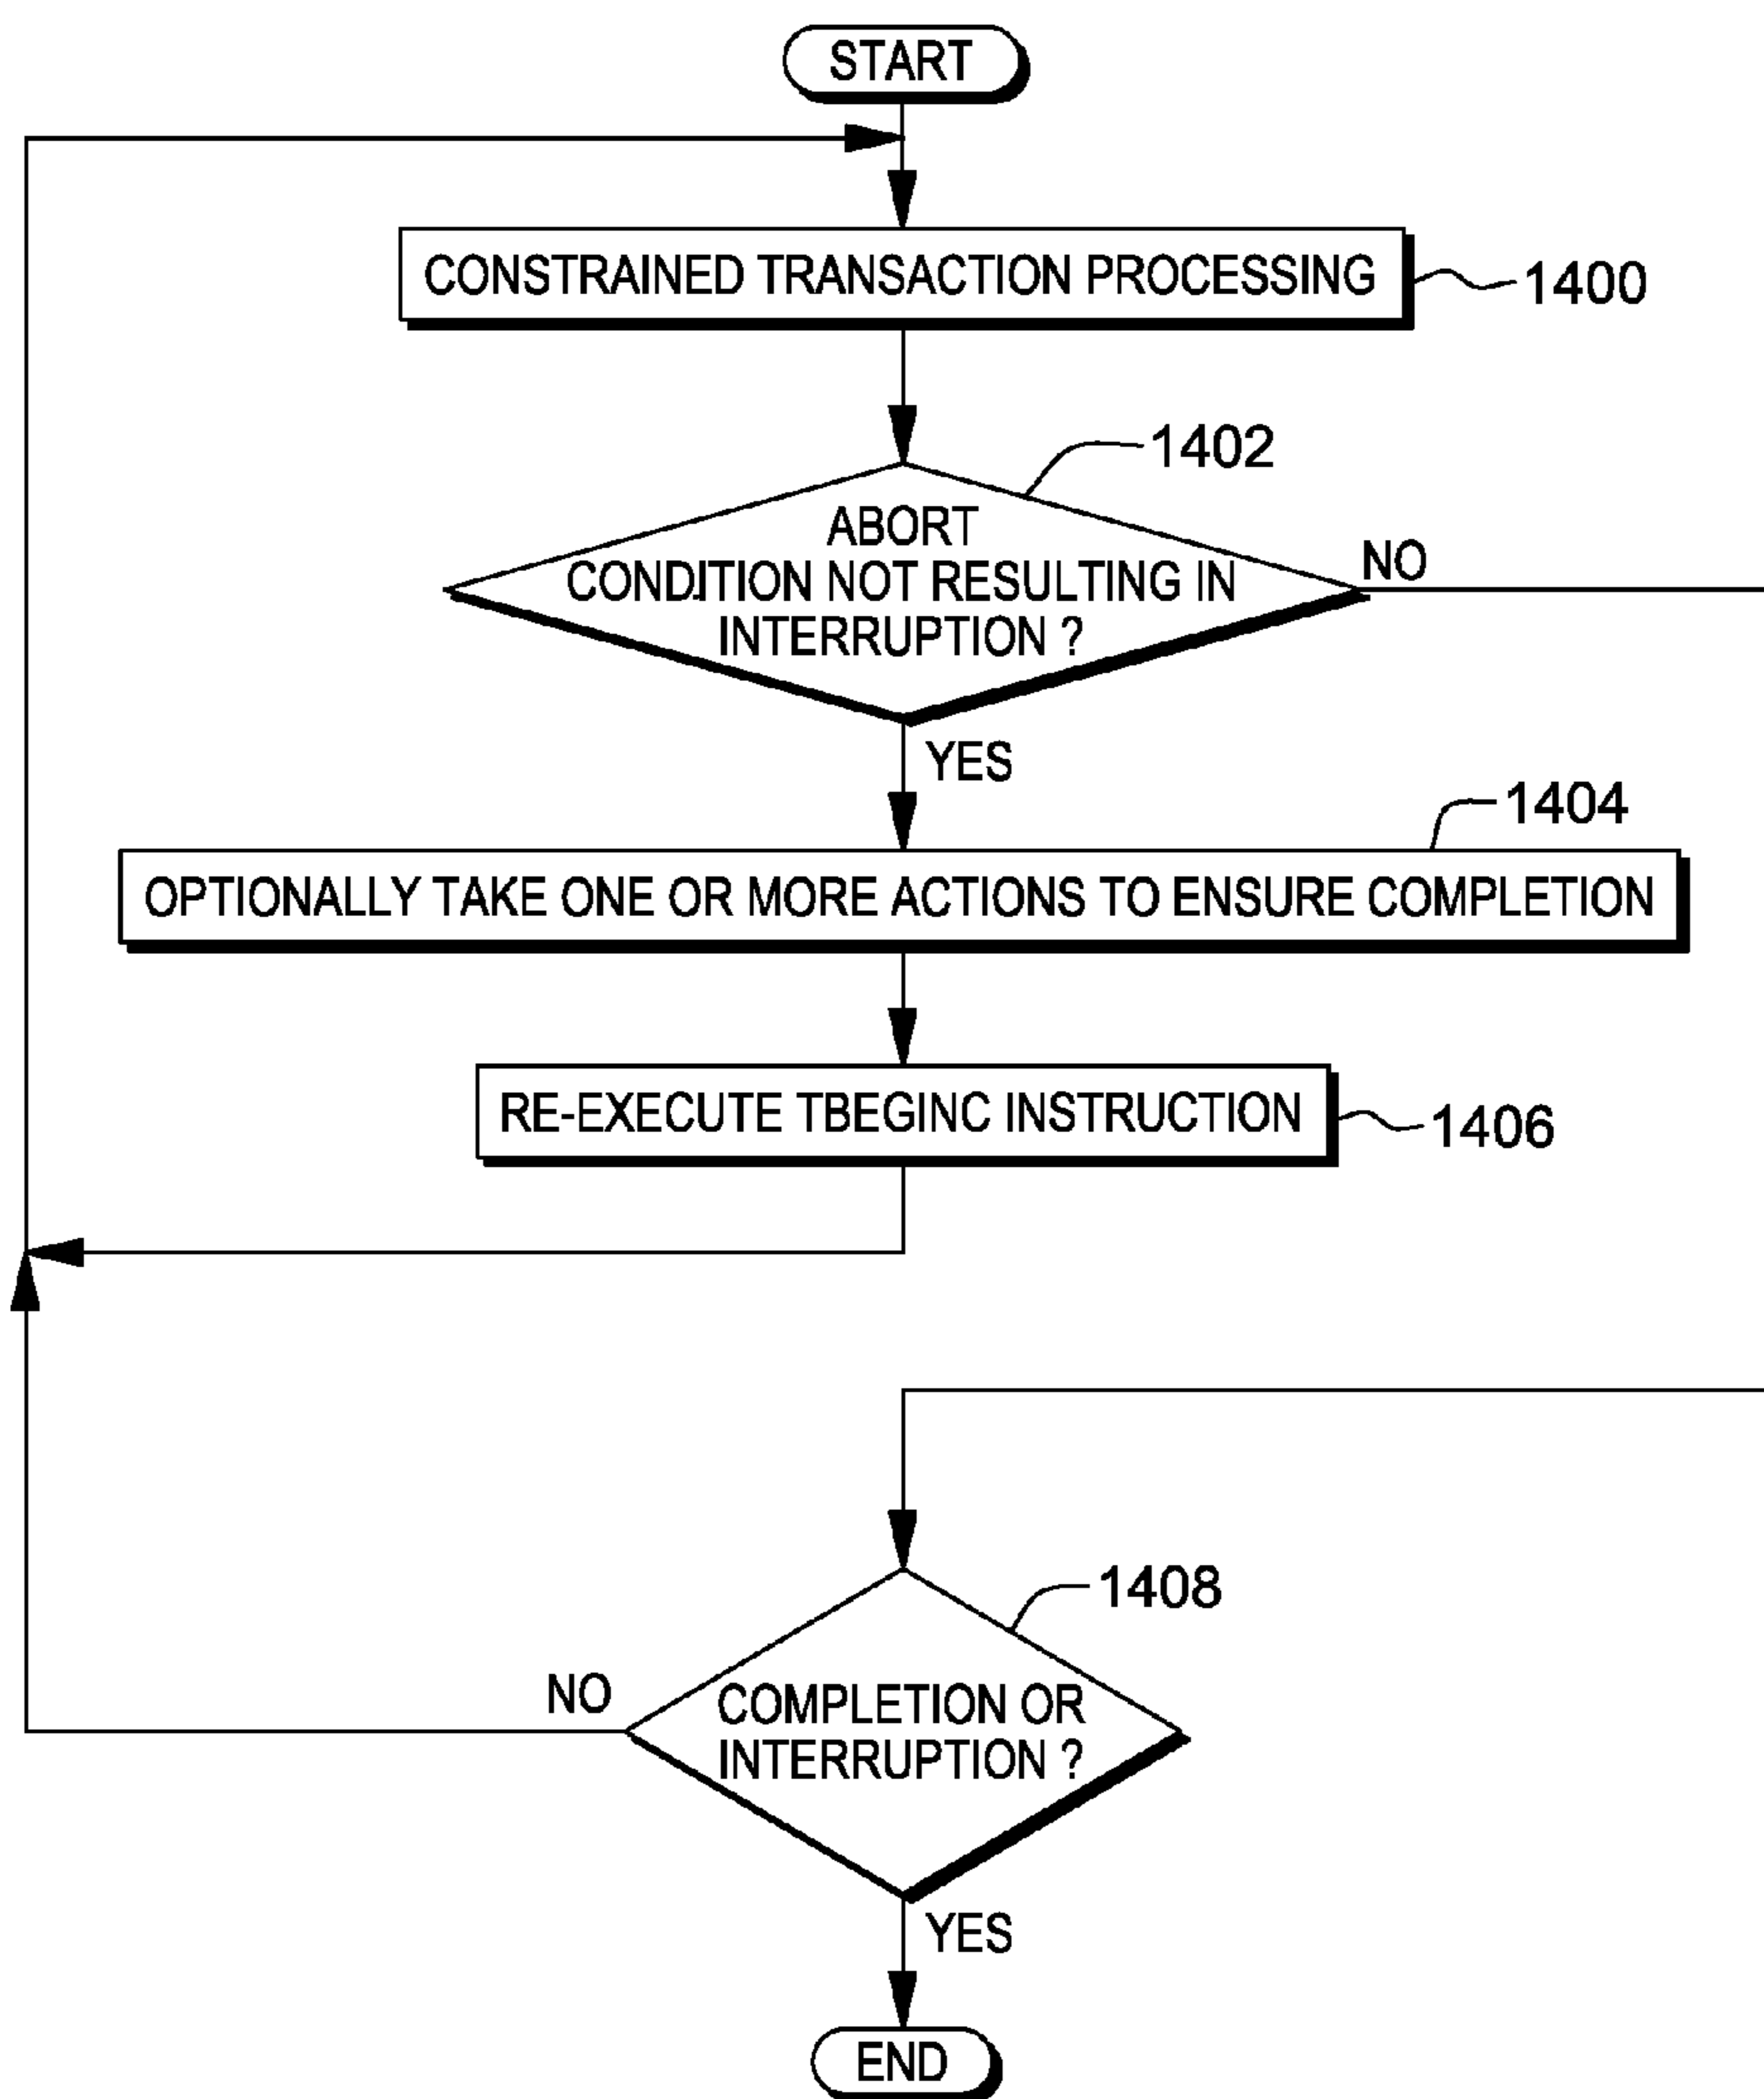 START
CONSTRAINED TRANSACTION PROCESSING
1400
1402
ABORT
CONDITION NOT RESULTING IN
INTERRUPTION ?
NO
YES
1404
OPTIONALLY TAKE ONE OR MORE ACTIONS TO ENSURE COMPLETION
RE-EXECUTE TBEGINC INSTRUCTION
1406
1408
NO
COMPLETION OR
INTERRUPTION ?
YES
END